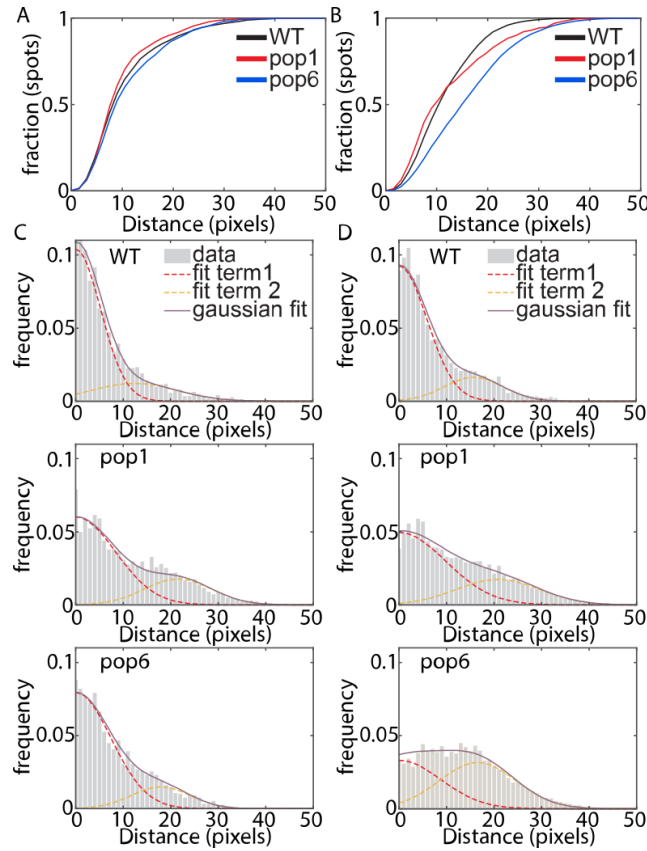 A
1
0.5
0
fraction (spots)
WT
pop1
pop6
0 10 20 30 40 50
Distance (pixels)
B
1
0.5
0
fraction (spots)
WT
pop1
pop6
0 10 20 30 40 50
Distance (pixels)
C
WT
0.1
0.05
0
frequency
data
fit term1
fit term 2
gaussian fit
0 10 20 30 40 50
Distance (pixels)
D
WT
0.1
0.05
0
frequency
data
fit term1
fit term 2
gaussian fit
0 10 20 30 40 50
Distance (pixels)
pop1
0.1
0.05
0
frequency
0 10 20 30 40 50
Distance (pixels)
pop1
0.1
0.05
0
frequency
0 10 20 30 40 50
Distance (pixels)
pop6
0.1
0.05
0
frequency
0 10 20 30 40 50
Distance (pixels)
pop6
0.1
0.05
0
frequency
0 10 20 30 40 50
Distance (pixels)